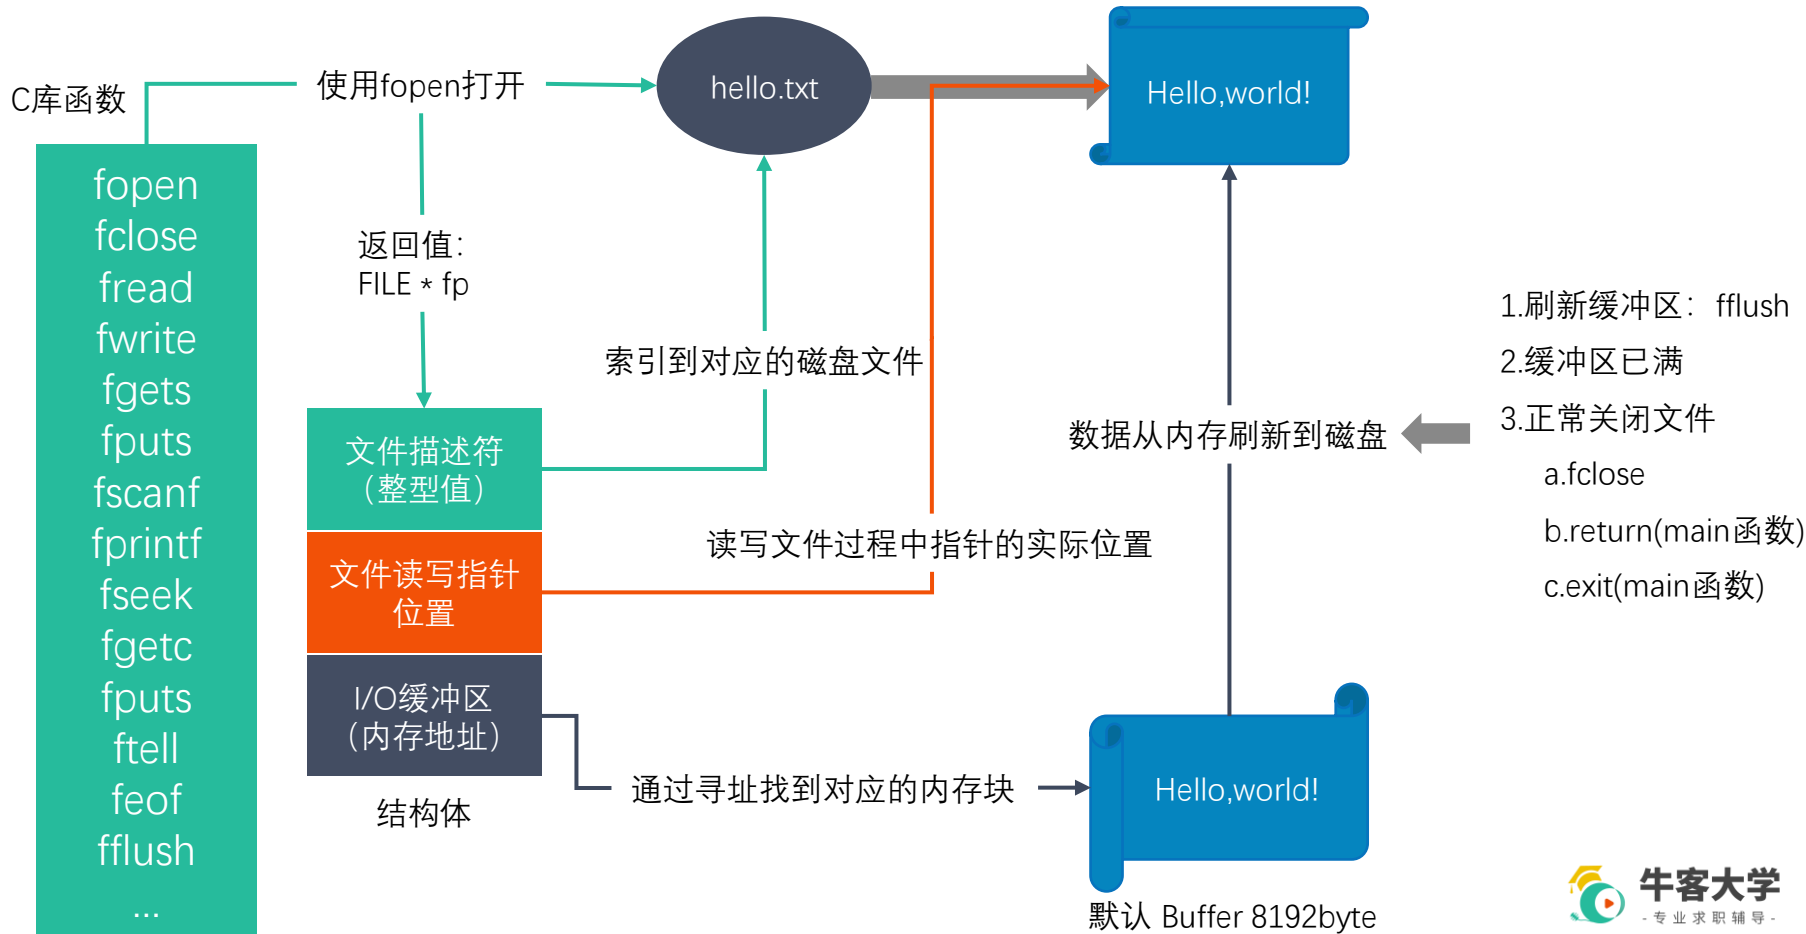 C库函数
fopen
fclose
fread
fwrite
fgets
fputs
fscanf
fprintf
fseek
fgetc
fputs
ftell
feof
fflush
...
使用fopen打开
返回值：
FILE * fp
文件描述符
（整型值）
文件读写指针
位置
I/O缓冲区
（内存地址）
结构体
hello.txt
Hello,world!
索引到对应的磁盘文件
读写文件过程中指针的实际位置
通过寻址找到对应的内存块
数据从内存刷新到磁盘
Hello,world!
默认 Buffer 8192byte
1.刷新缓冲区：fflush
2.缓冲区已满
3.正常关闭文件
a.fclose
b.return(main函数)
c.exit(main函数)
牛客大学
-专业求职辅导-